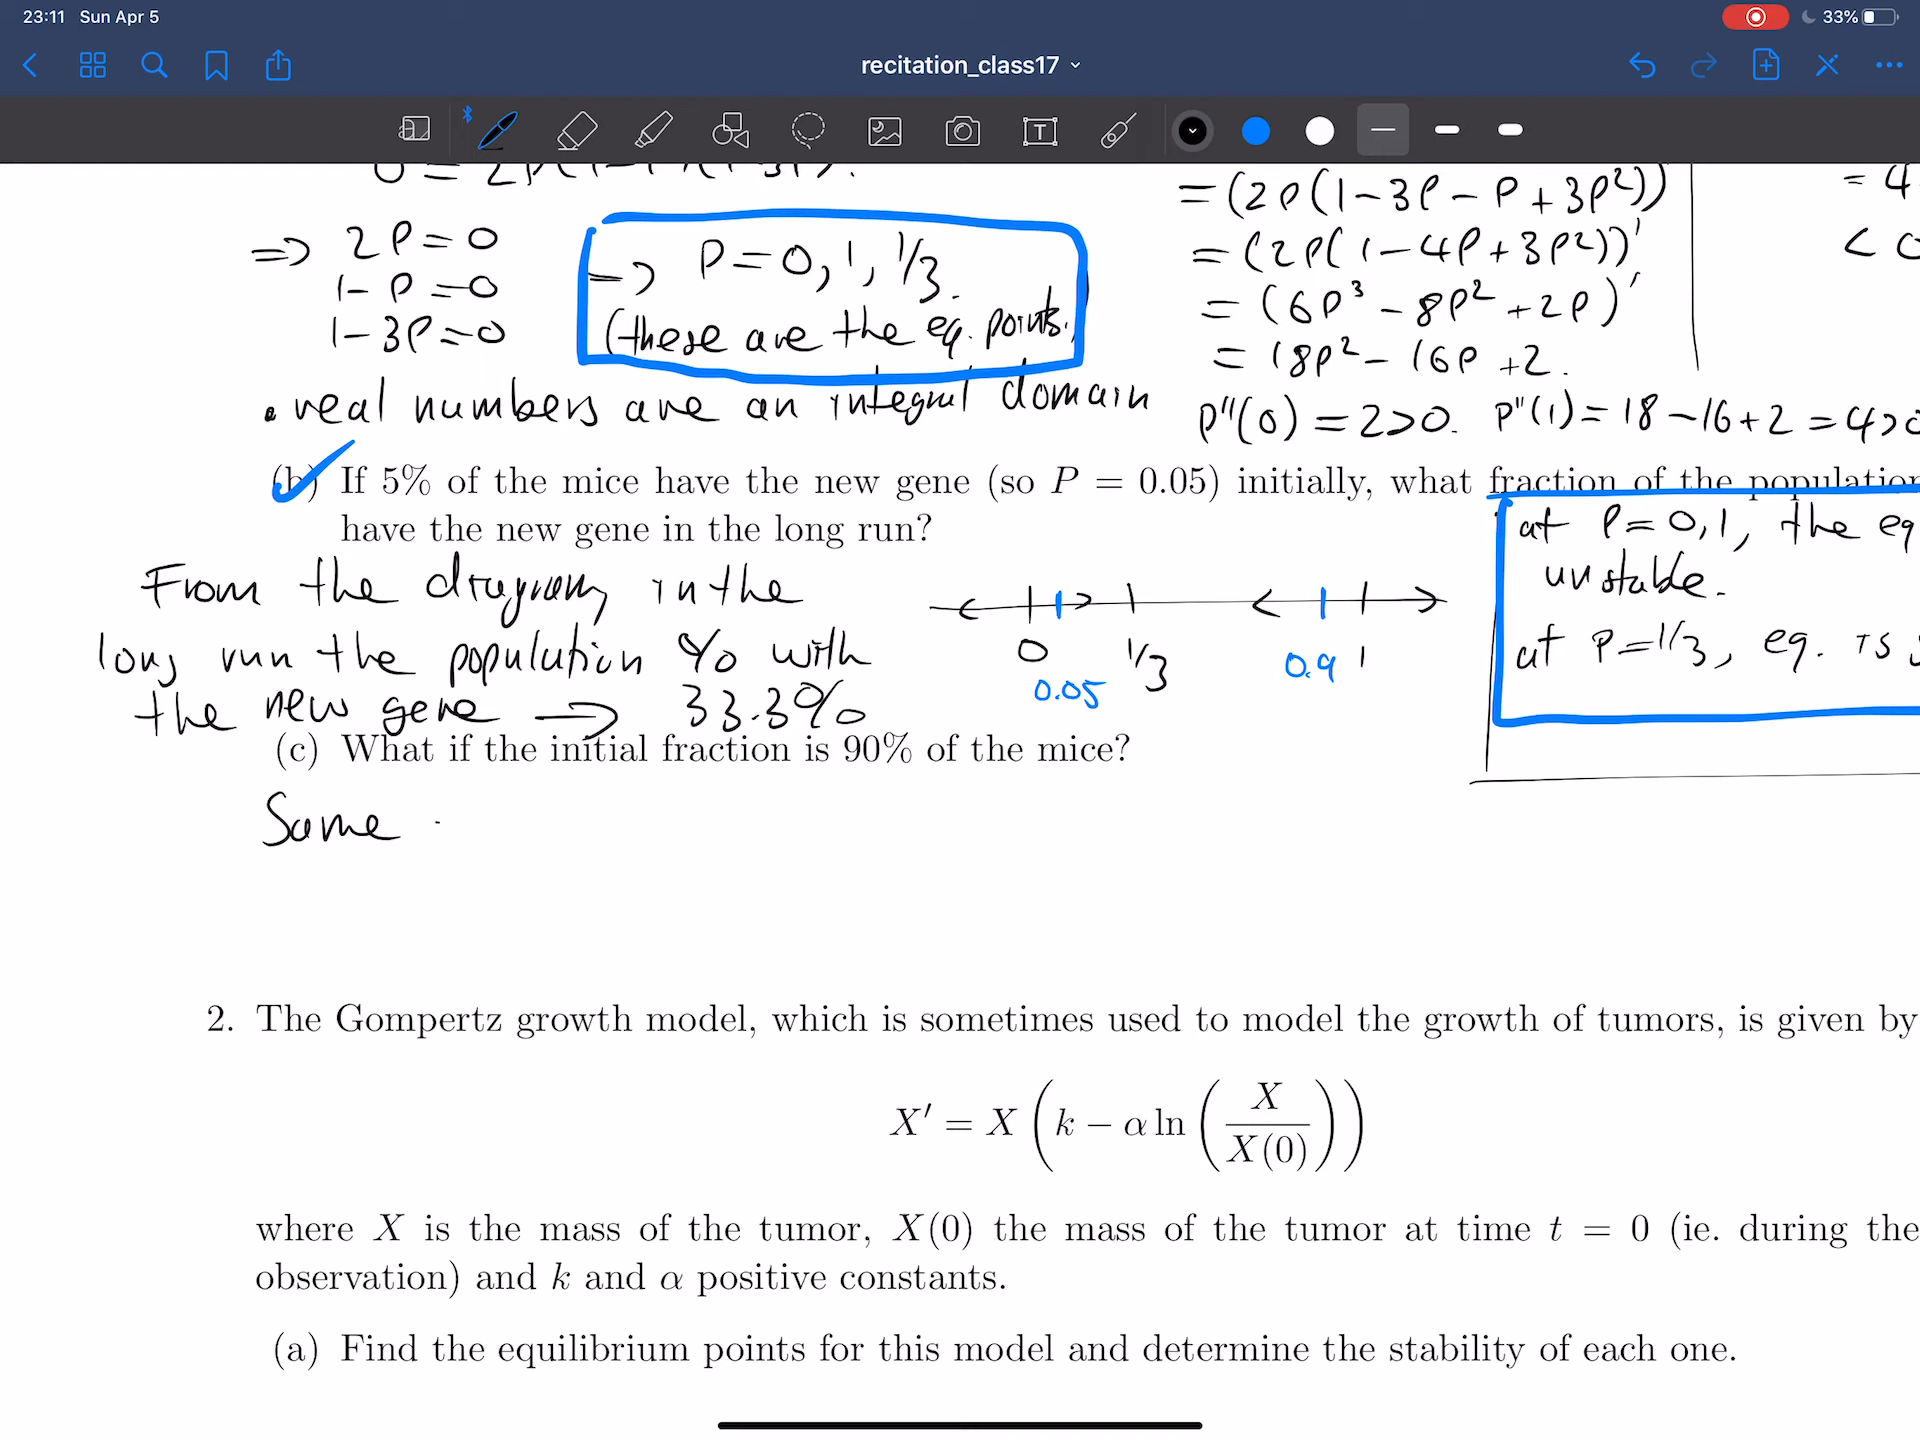 23:11 Sun Apr 5
33%
recitation_class17
= (2P(1-3P-P+3P²))'
= 4
=> 2P=0
= (2P(1-4P+3P²))'
< 0
-> P=0, 1, 1/3.
1-P=0
= (6P³-8P²+2P)'
(these are the eq. points.)
1-3P=0
= 18P²-16P+2.
• real numbers are an integral domain
P''(0)=2>0. P''(1)=18-16+2=4>0
(b) If 5% of the mice have the new gene (so P = 0.05) initially, what fraction of the population
have the new gene in the long run?
at P=0,1, the eq
unstable.
at P=1/3, eq. is
From the diagram, in the
long run the population % with
the new gene -> 33.3%
0 1/3 0.9 1
0.05
(c) What if the initial fraction is 90% of the mice?
Same .
2. The Gompertz growth model, which is sometimes used to model the growth of tumors, is given by
X′ = X (k − α ln (X / X(0)))
where X is the mass of the tumor, X(0) the mass of the tumor at time t = 0 (ie. during the
observation) and k and α positive constants.
(a) Find the equilibrium points for this model and determine the stability of each one.